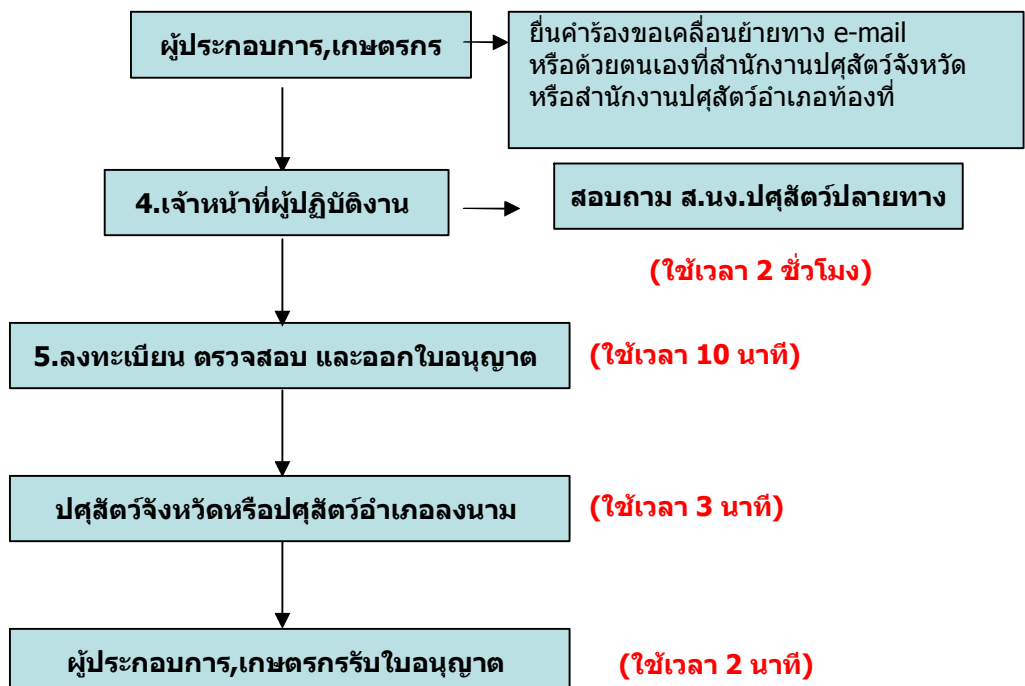 ผู้ประกอบการ,เกษตรกร
ยื่นคำร้องขอเคลื่อนย้ายทาง e-mail
หรือด้วยตนเองที่สำนักงานปศุสัตว์จังหวัด
หรือสำนักงานปศุสัตว์อำเภอท้องที่
4.เจ้าหน้าที่ผู้ปฏิบัติงาน
สอบถาม ส.นง.ปศุสัตว์ปลายทาง
(ใช้เวลา 2 ชั่วโมง)
5.ลงทะเบียน ตรวจสอบ และออกใบอนุญาต
(ใช้เวลา 10 นาที)
ปศุสัตว์จังหวัดหรือปศุสัตว์อำเภอลงนาม
(ใช้เวลา 3 นาที)
ผู้ประกอบการ,เกษตรกรรับใบอนุญาต
(ใช้เวลา 2 นาที)